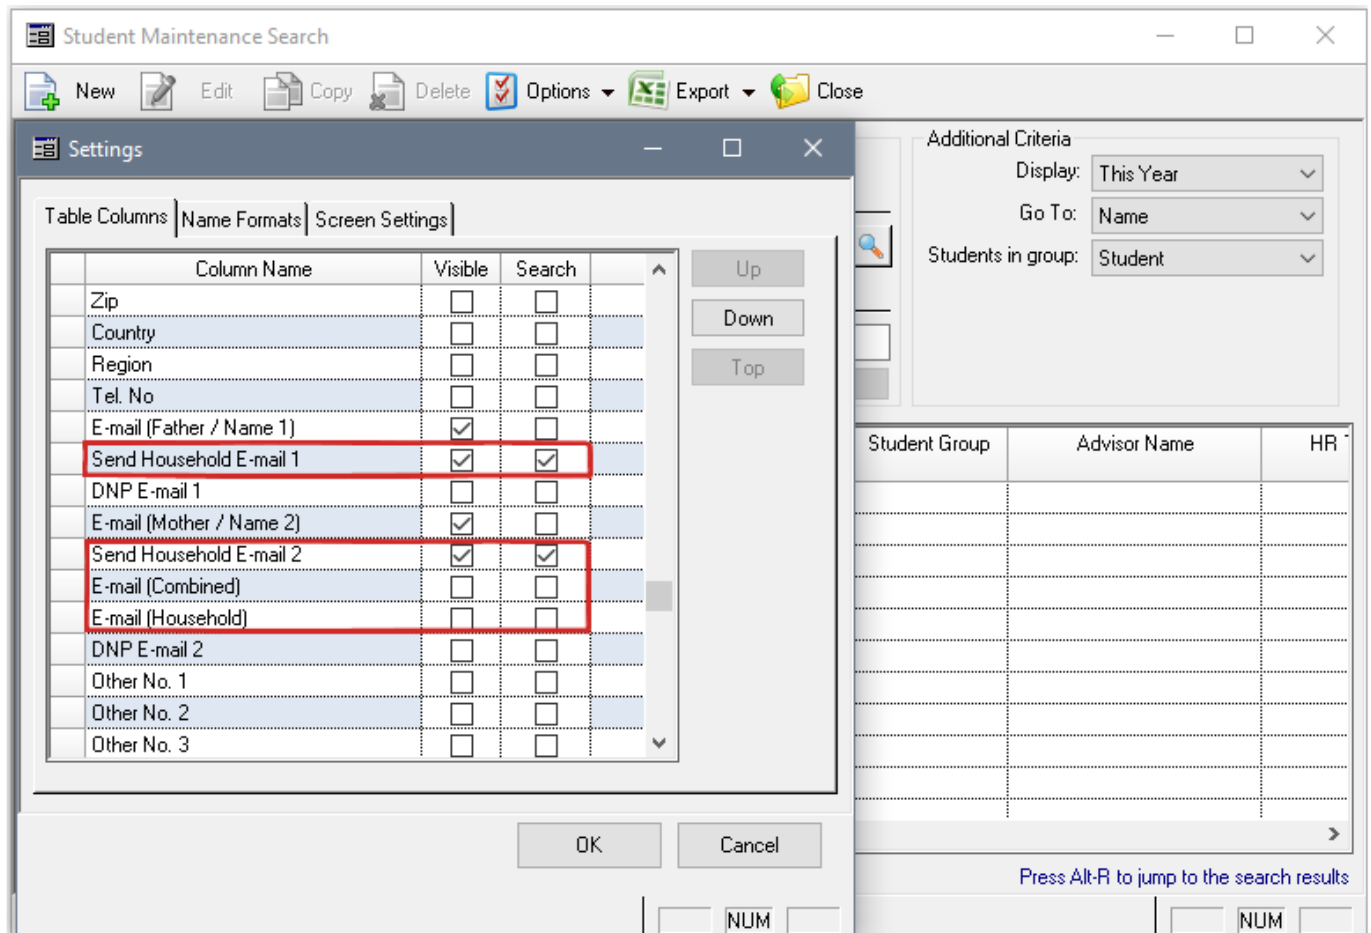 Student Maintenance Search
New Edit Copy Delete Options Export Close
Settings
Table Columns Name Formats Screen Settings
Column Name Visible Search
Zip
Country
Region
Tel. No
E-mail (Father / Name 1)
Send Household E-mail 1
DNP E-mail 1
E-mail (Mother / Name 2)
Send Household E-mail 2
E-mail (Combined)
E-mail (Household)
DNP E-mail 2
Other No. 1
Other No. 2
Other No. 3
Up
Down
Top
OK Cancel
NUM
Additional Criteria
Display: This Year
Go To: Name
Students in group: Student
Student Group Advisor Name HR
Press Alt-R to jump to the search results
NUM